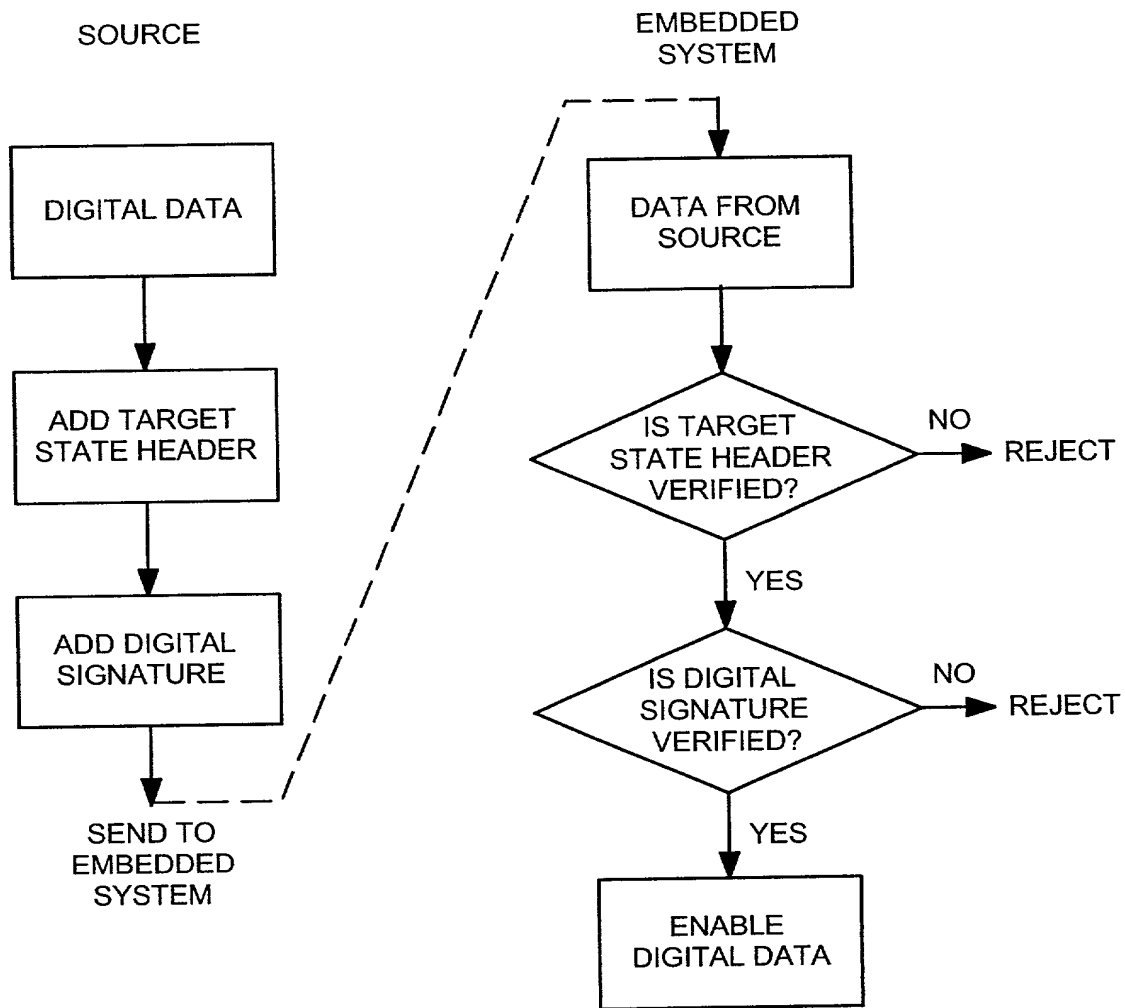 SOURCE
DIGITAL DATA
ADD TARGET
STATE HEADER
ADD DIGITAL
SIGNATURE
SEND TO
EMBEDDED
SYSTEM
EMBEDDED
SYSTEM
DATA FROM
SOURCE
IS TARGET
STATE HEADER
VERIFIED?
NO
REJECT
YES
IS DIGITAL
SIGNATURE
VERIFIED?
NO
REJECT
YES
ENABLE
DIGITAL DATA